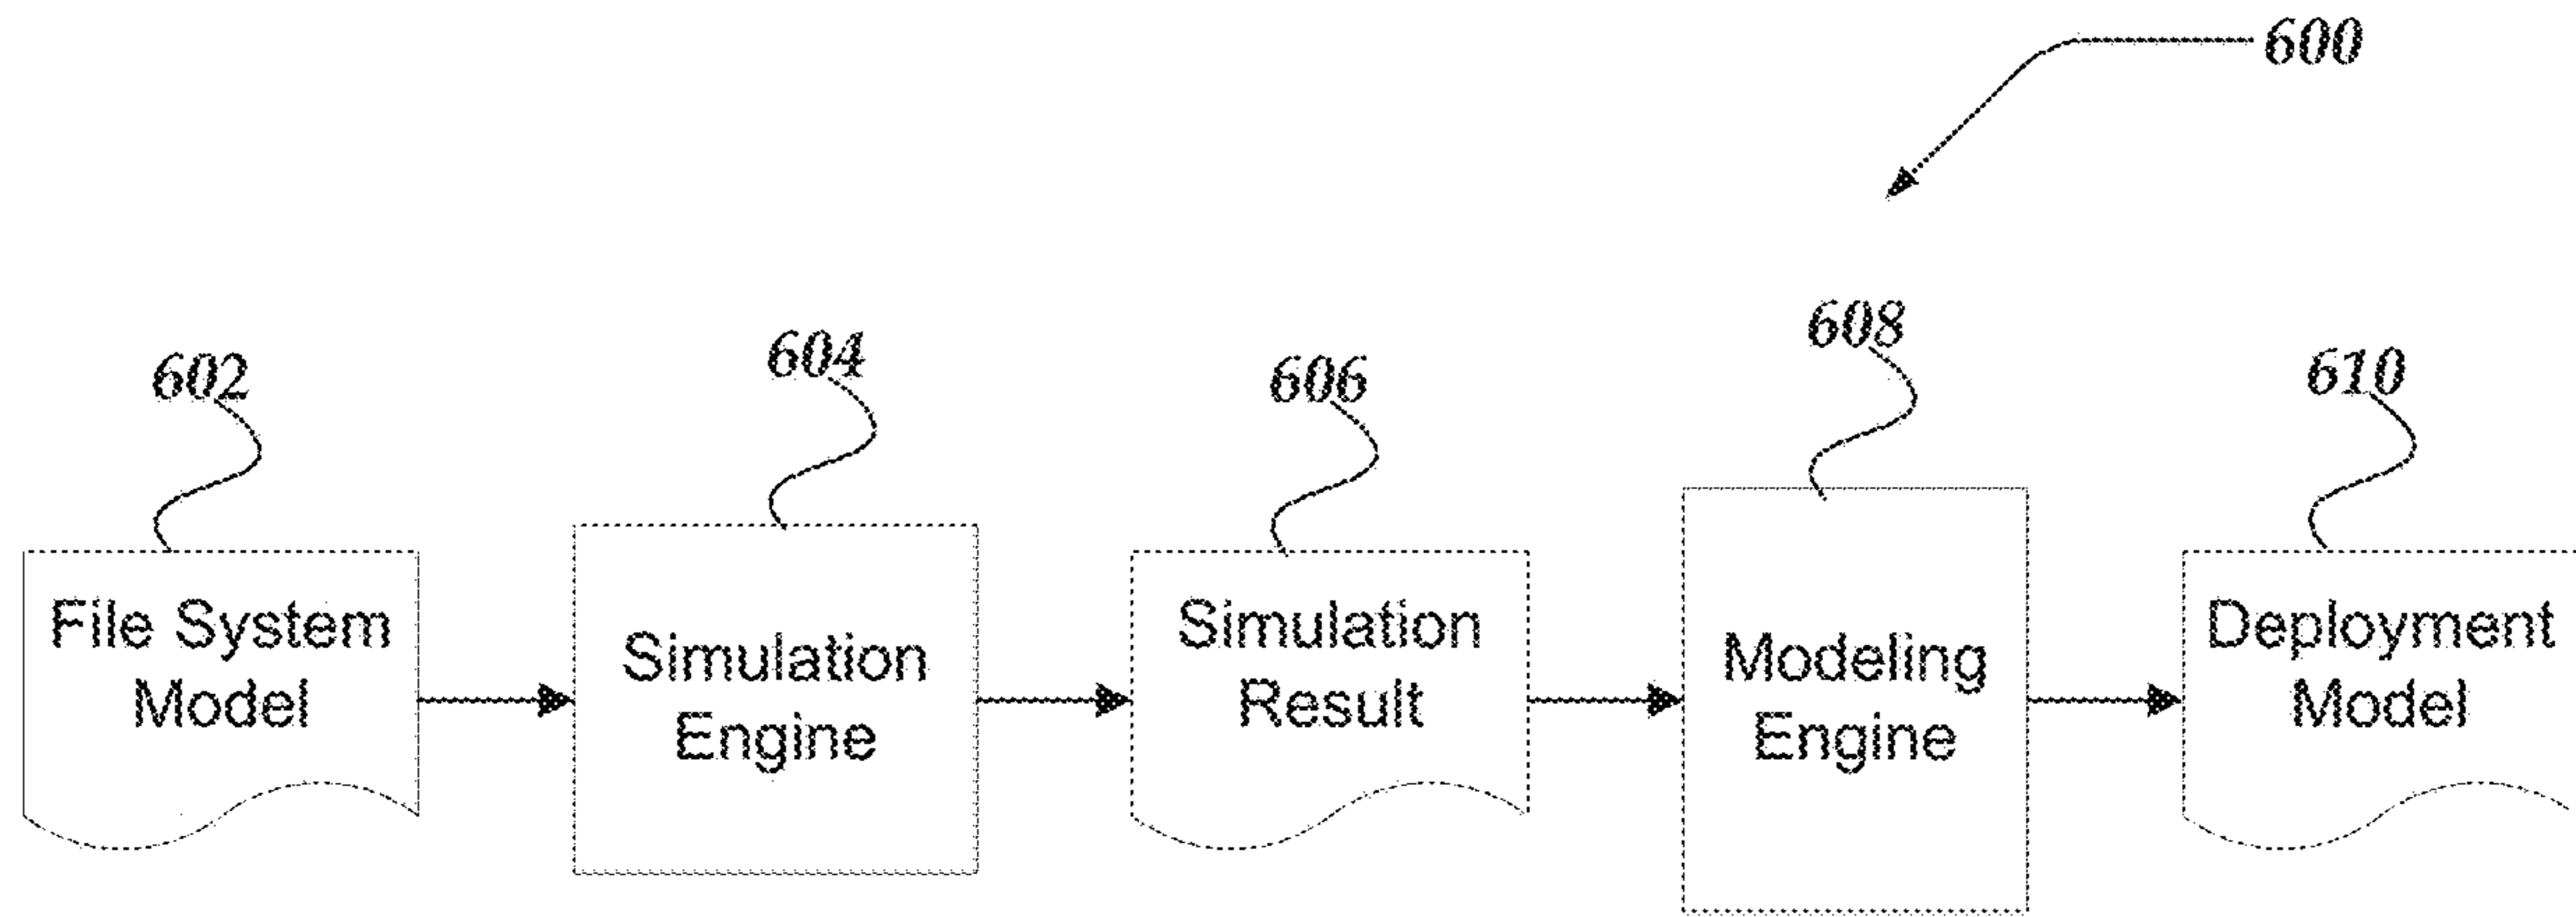 600
602
604
606
608
610
File System
Model
Simulation
Engine
Simulation
Result
Modeling
Engine
Deployment
Model